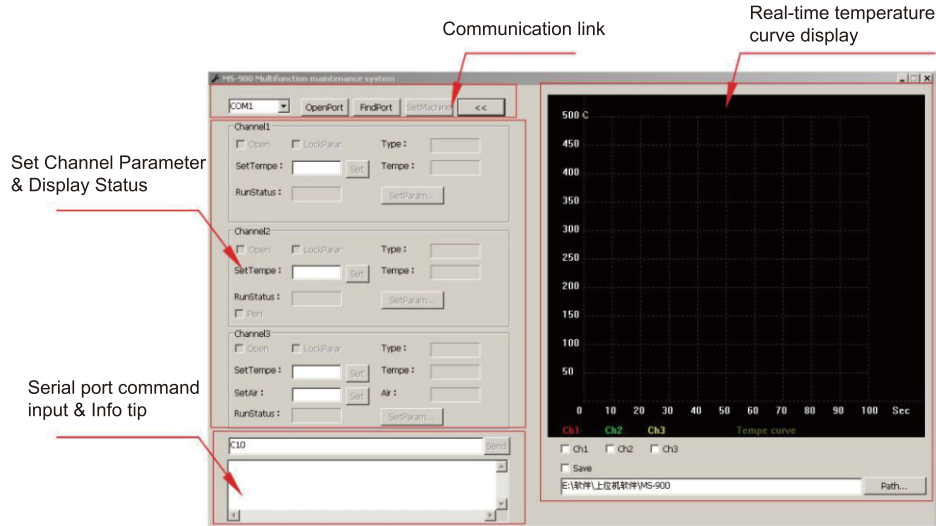 Real-time temperature
curve display
Communication link
MS-900 Multifunction maintenance system
COM1 OpenPort FindPort SetMachine <<
Channel1
Open LockParar Type:
SetTempe: Set Tempe:
RunStatus: SetParam...
Set Channel Parameter
& Display Status
Channel2
Open LockParar Type:
SetTempe: Set Tempe:
RunStatus: SetParam...
Pen
Channel3
Open LockParar Type:
SetTempe: Set Tempe:
SetAir: Set Air:
RunStatus: SetParam...
Serial port command
input & Info tip
C10 Send
500 C
450
400
350
300
250
200
150
100
50
0 10 20 30 40 50 60 70 80 90 100 Sec
Ch1 Ch2 Ch3 Tempe curve
Ch1 Ch2 Ch3
Save
E:\软件\上位机软件\MS-900 Path...